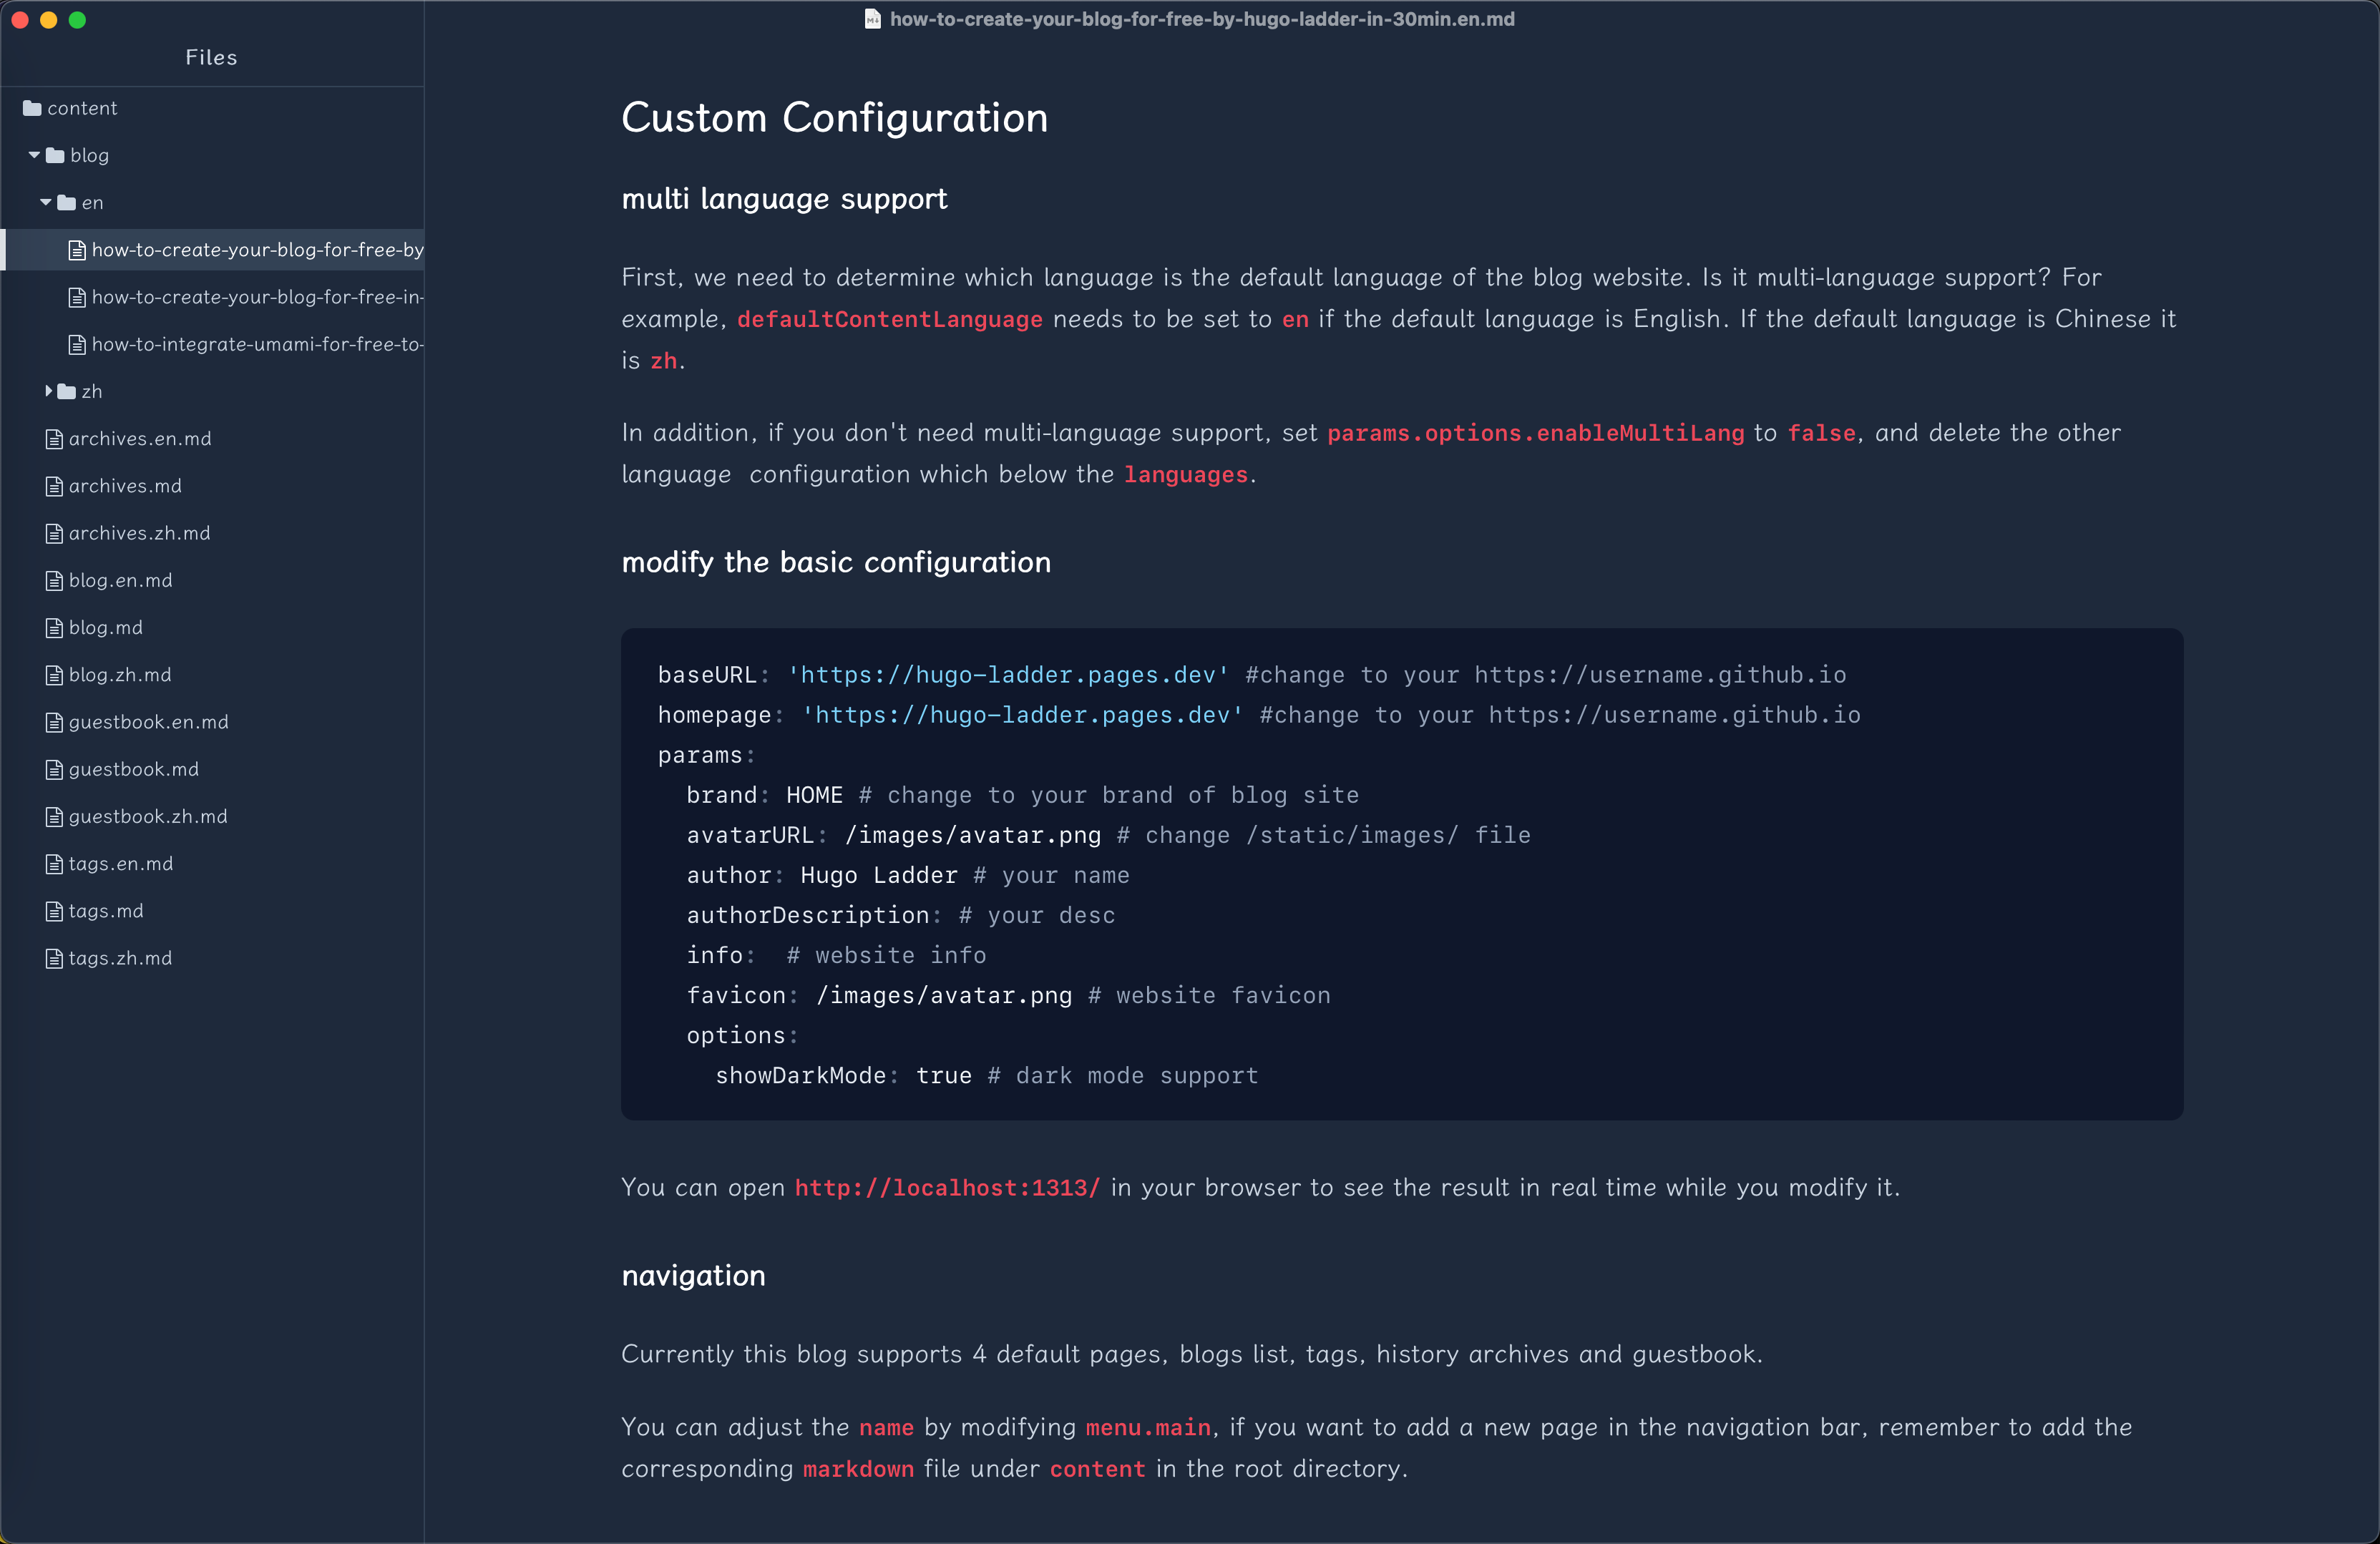 how-to-create-your-blog-for-free-by-hugo-ladder-in-30min.en.md
Files
content
blog
en
how-to-create-your-blog-for-free-by
how-to-create-your-blog-for-free-in-
how-to-integrate-umami-for-free-to-
zh
archives.en.md
archives.md
archives.zh.md
blog.en.md
blog.md
blog.zh.md
guestbook.en.md
guestbook.md
guestbook.zh.md
tags.en.md
tags.md
tags.zh.md
Custom Configuration
multi language support
First, we need to determine which language is the default language of the blog website. Is it multi-language support? For
example, defaultContentLanguage needs to be set to en if the default language is English. If the default language is Chinese it
is zh.
In addition, if you don't need multi-language support, set params.options.enableMultiLang to false, and delete the other
language  configuration which below the languages.
modify the basic configuration
baseURL: 'https://hugo-ladder.pages.dev' #change to your https://username.github.io
homepage: 'https://hugo-ladder.pages.dev' #change to your https://username.github.io
params:
  brand: HOME # change to your brand of blog site
  avatarURL: /images/avatar.png # change /static/images/ file
  author: Hugo Ladder # your name
  authorDescription: # your desc
  info:  # website info
  favicon: /images/avatar.png # website favicon
  options:
    showDarkMode: true # dark mode support
You can open http://localhost:1313/ in your browser to see the result in real time while you modify it.
navigation
Currently this blog supports 4 default pages, blogs list, tags, history archives and guestbook.
You can adjust the name by modifying menu.main, if you want to add a new page in the navigation bar, remember to add the
corresponding markdown file under content in the root directory.